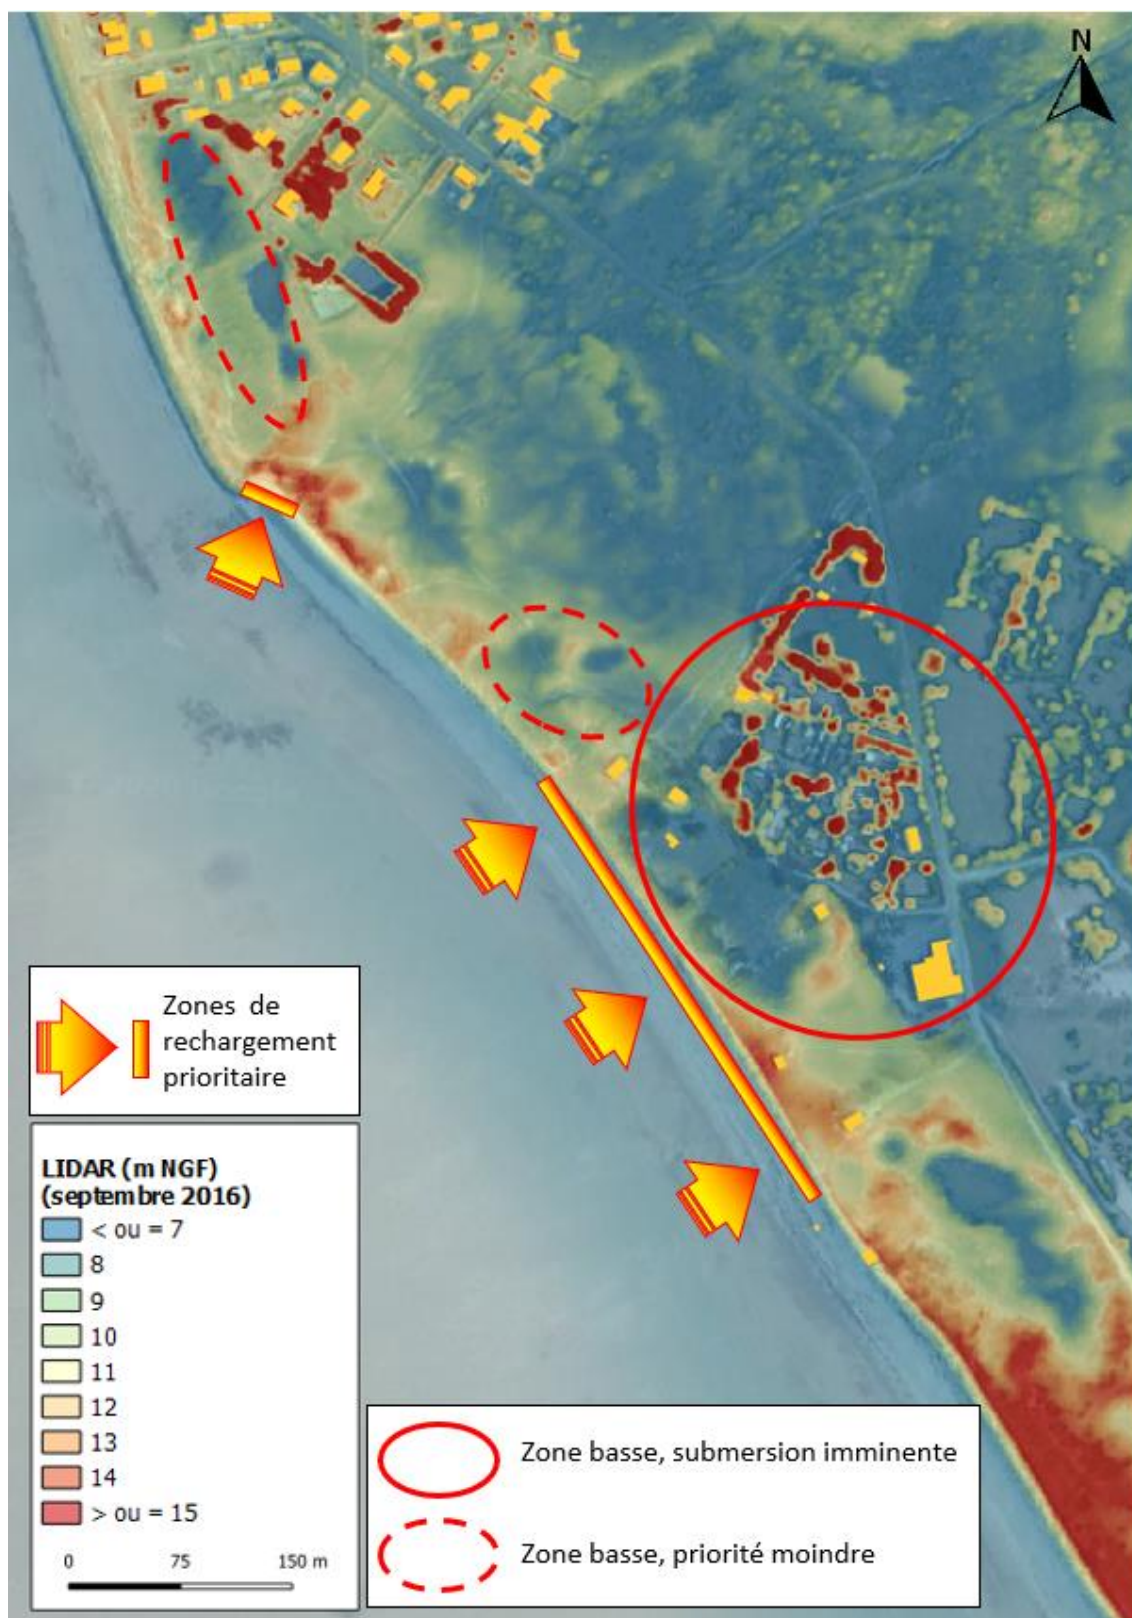 N
Zones de
rechargement
prioritaire
LIDAR (m NGF)
(septembre 2016)
< ou = 7
8
9
10
11
12
13
14
> ou = 15
0 75 150 m
Zone basse, submersion imminente
Zone basse, priorité moindre